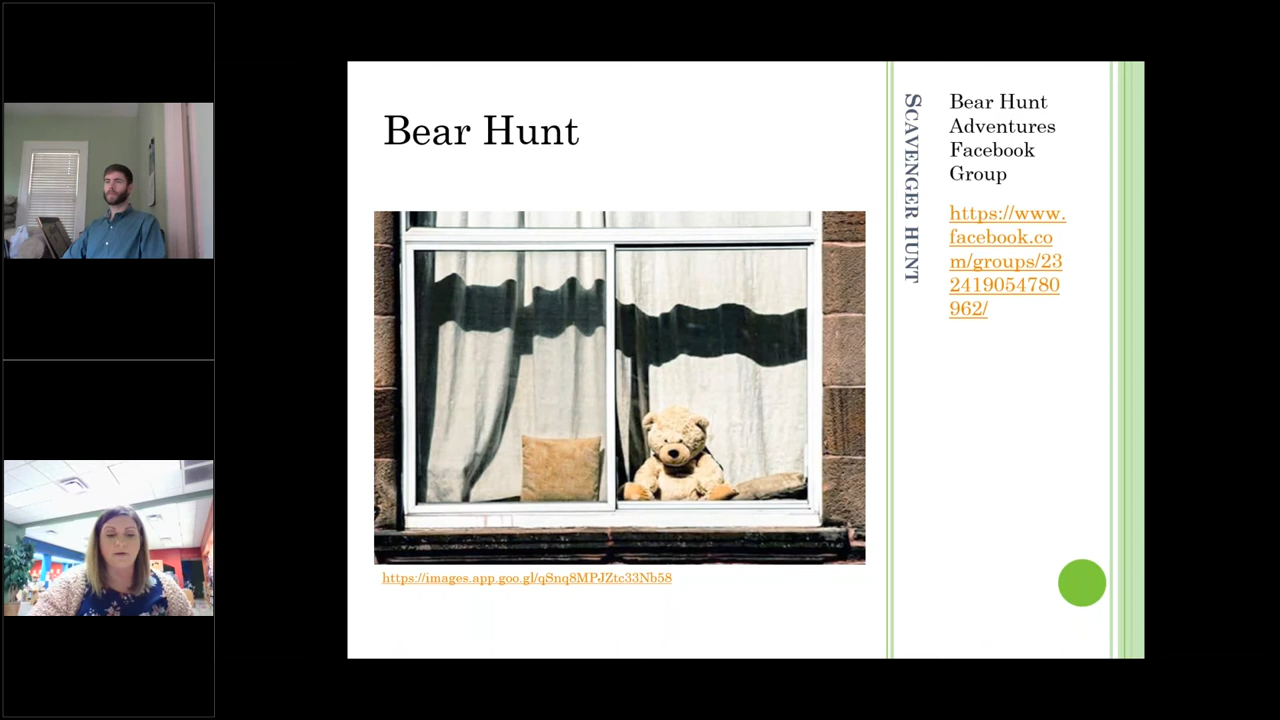 Bear Hunt
https://images.app.goo.gl/qSnq8MPJZtc33Nb58
SCAVENGER HUNT
Bear Hunt
Adventures
Facebook
Group
https://www.
facebook.co
m/groups/23
2419054780
962/